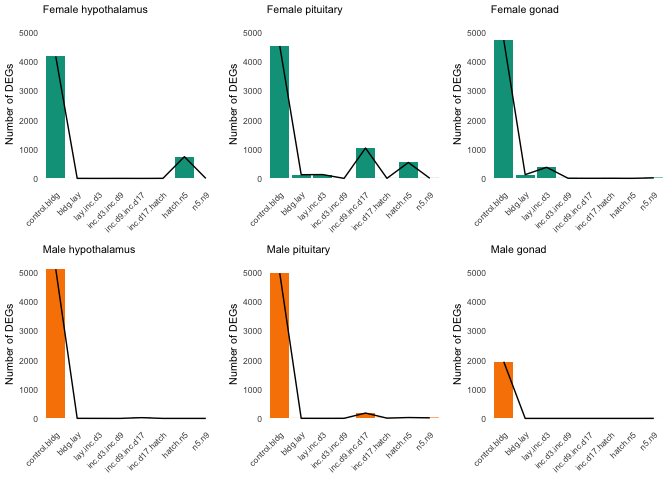 Female hypothalamus
Number of DEGs
5000
4000
3000
2000
1000
0
control.bldg
bldg.lay
lay.inc.d3
inc.d3.inc.d9
inc.d9.inc.d17
inc.d17.hatch
hatch.n5
n5.n9
Female pituitary
Number of DEGs
5000
4000
3000
2000
1000
0
control.bldg
bldg.lay
lay.inc.d3
inc.d3.inc.d9
inc.d9.inc.d17
inc.d17.hatch
hatch.n5
n5.n9
Female gonad
Number of DEGs
5000
4000
3000
2000
1000
0
control.bldg
bldg.lay
lay.inc.d3
inc.d3.inc.d9
inc.d9.inc.d17
inc.d17.hatch
hatch.n5
n5.n9
Male hypothalamus
Number of DEGs
5000
4000
3000
2000
1000
0
control.bldg
bldg.lay
lay.inc.d3
inc.d3.inc.d9
inc.d9.inc.d17
inc.d17.hatch
hatch.n5
n5.n9
Male pituitary
Number of DEGs
5000
4000
3000
2000
1000
0
control.bldg
bldg.lay
lay.inc.d3
inc.d3.inc.d9
inc.d9.inc.d17
inc.d17.hatch
hatch.n5
n5.n9
Male gonad
Number of DEGs
5000
4000
3000
2000
1000
0
control.bldg
bldg.lay
lay.inc.d3
inc.d3.inc.d9
inc.d9.inc.d17
inc.d17.hatch
hatch.n5
n5.n9